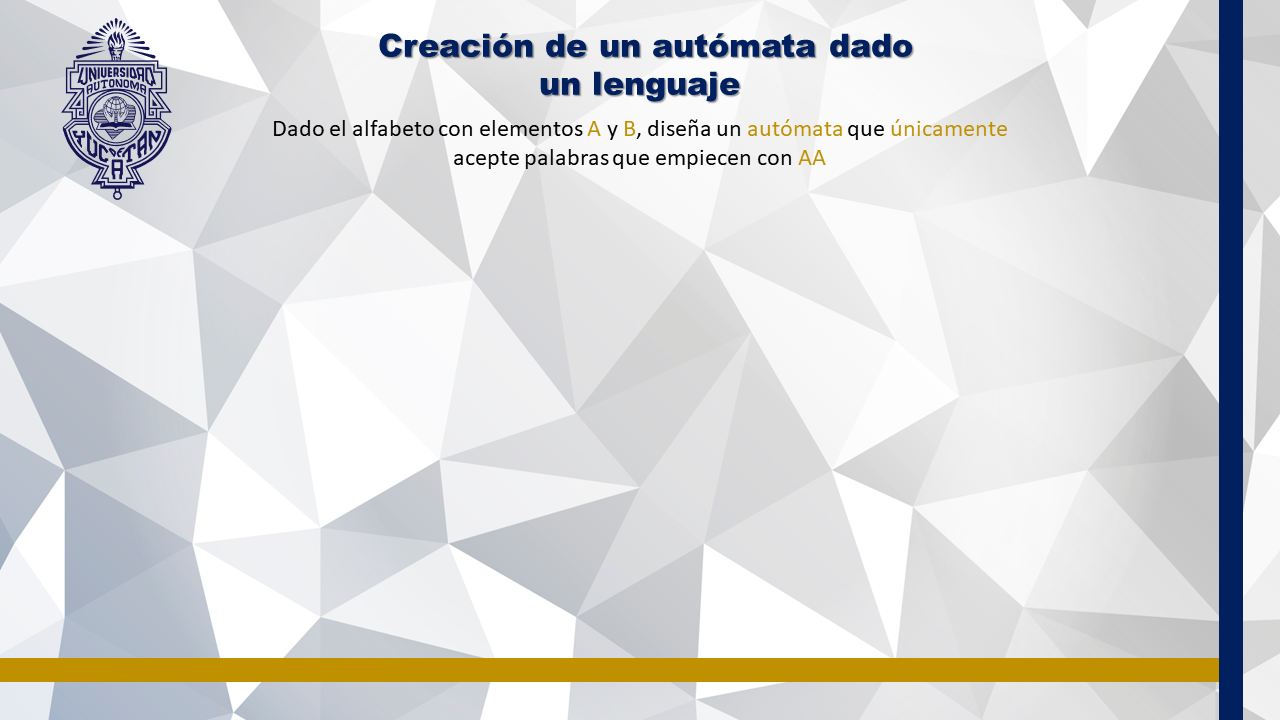 UNIVERSIDAD
AUTONOMA
DE
YUCATAN
Creación de un autómata dado
un lenguaje
Dado el alfabeto con elementos A y B, diseña un autómata que únicamente
acepte palabras que empiecen con AA